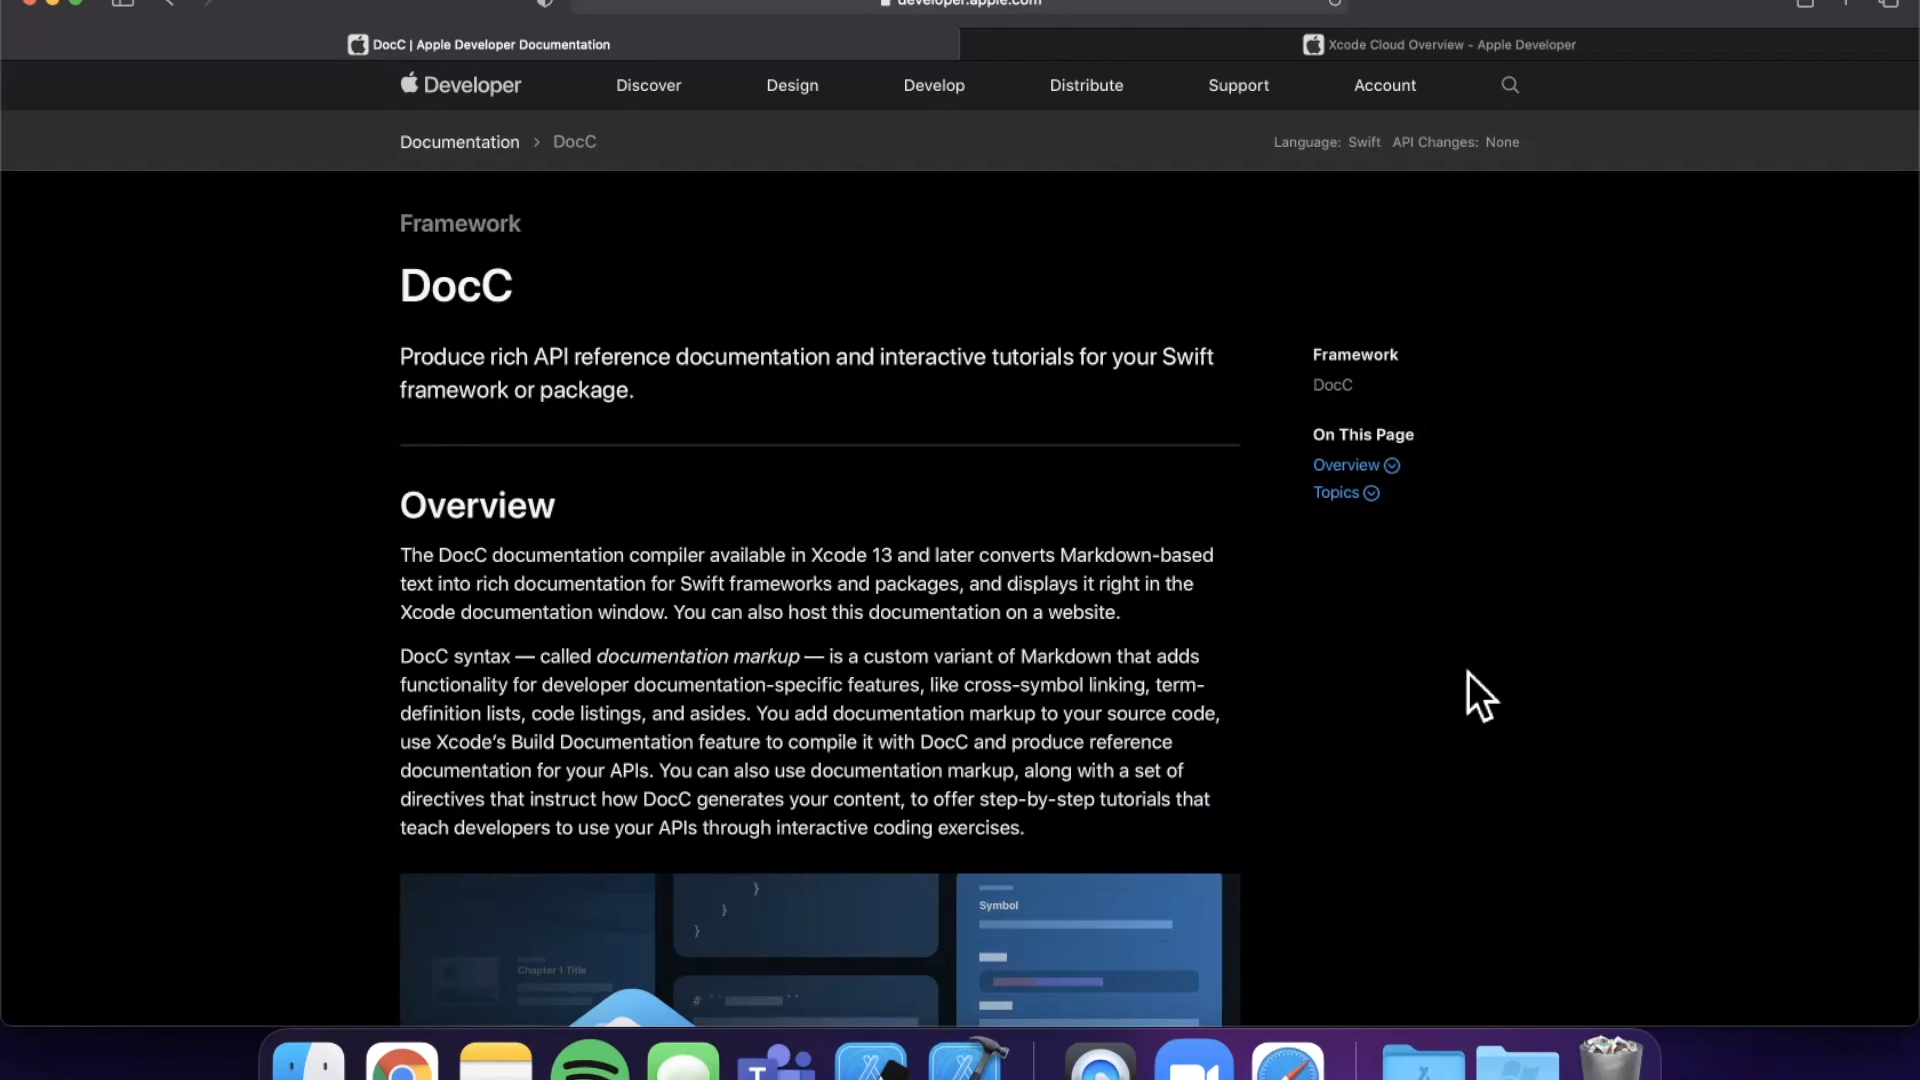 developer.apple.com
DocC | Apple Developer Documentation
Xcode Cloud Overview - Apple Developer
Developer Discover Design Develop Distribute Support Account
Documentation > DocC
Language: Swift API Changes: None
Framework
DocC
Produce rich API reference documentation and interactive tutorials for your Swift
framework or package.
Framework
DocC
On This Page
Overview
Topics
Overview
The DocC documentation compiler available in Xcode 13 and later converts Markdown-based
text into rich documentation for Swift frameworks and packages, and displays it right in the
Xcode documentation window. You can also host this documentation on a website.
DocC syntax — called documentation markup — is a custom variant of Markdown that adds
functionality for developer documentation-specific features, like cross-symbol linking, term-
definition lists, code listings, and asides. You add documentation markup to your source code,
use Xcode’s Build Documentation feature to compile it with DocC and produce reference
documentation for your APIs. You can also use documentation markup, along with a set of
directives that instruct how DocC generates your content, to offer step-by-step tutorials that
teach developers to use your APIs through interactive coding exercises.
Chapter 1 Title
}
}
}
# `` ``
Symbol
T